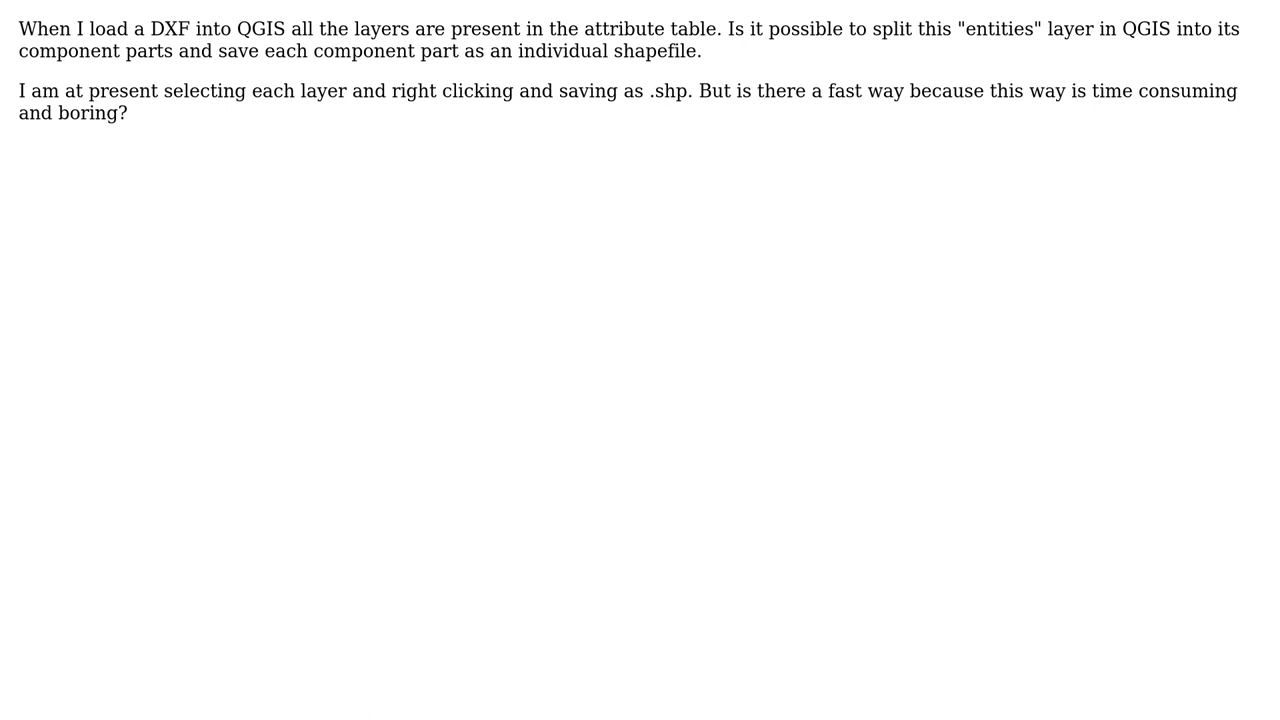 When I load a DXF into QGIS all the layers are present in the attribute table. Is it possible to split this "entities" layer in QGIS into its
component parts and save each component part as an individual shapefile.
I am at present selecting each layer and right clicking and saving as .shp. But is there a fast way because this way is time consuming
and boring?